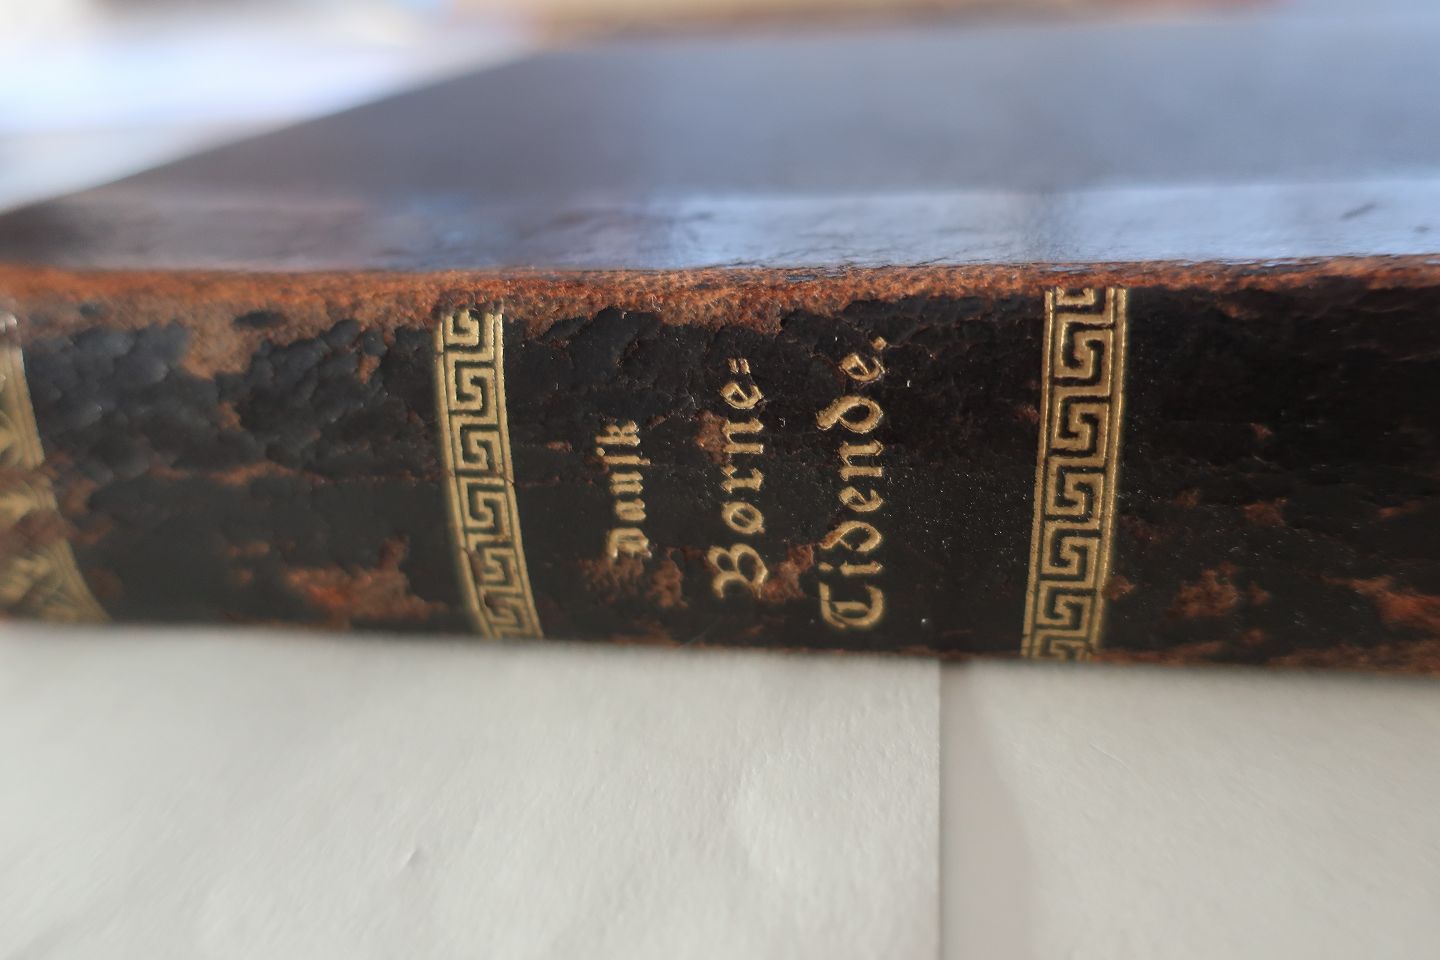 Dansk
Børne=
Tidende.